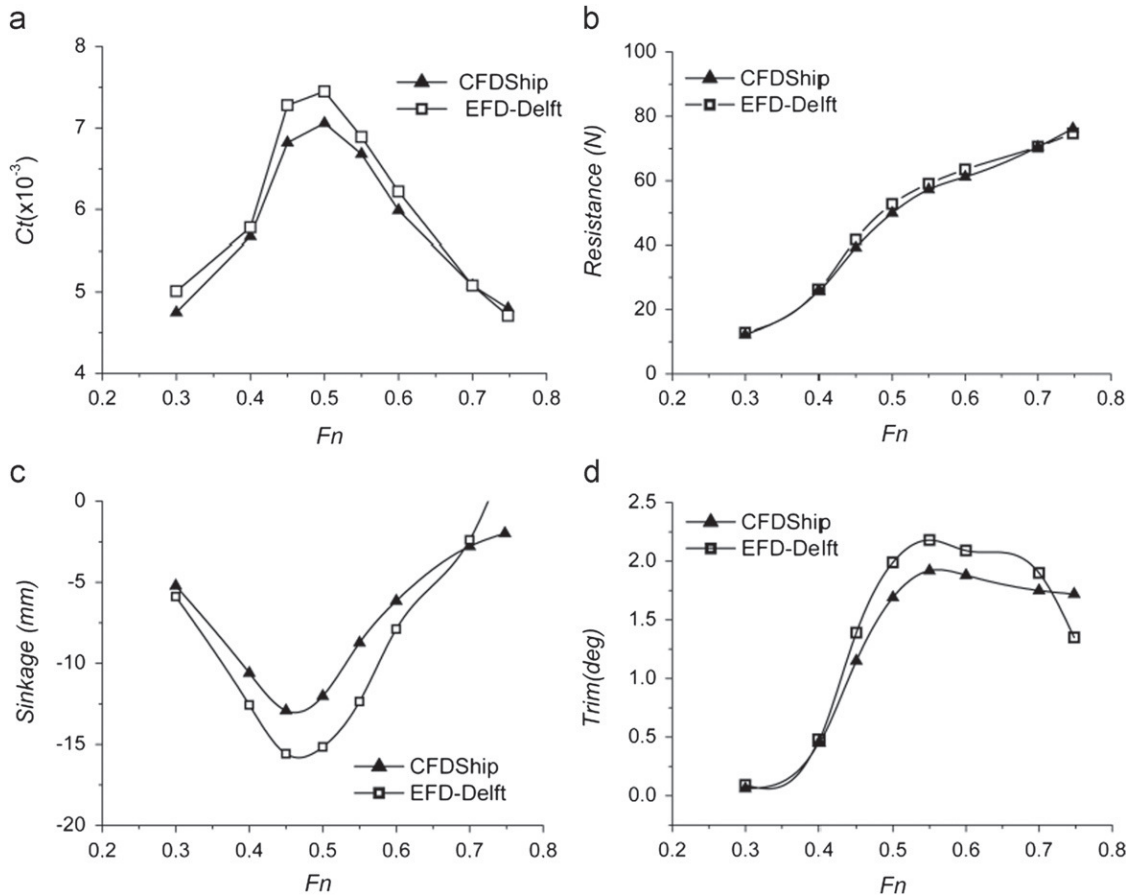 a
8
7
6
5
4
Ct(x10⁻³)
CFDShip
EFD-Delft
0.2 0.3 0.4 0.5 0.6 0.7 0.8
Fn
b
100
80
60
40
20
0
Resistance (N)
CFDShip
EFD-Delft
0.2 0.3 0.4 0.5 0.6 0.7 0.8
Fn
c
0
-5
-10
-15
-20
Sinkage (mm)
CFDShip
EFD-Delft
0.2 0.3 0.4 0.5 0.6 0.7 0.8
Fn
d
2.5
2.0
1.5
1.0
0.5
0.0
Trim(deg)
CFDShip
EFD-Delft
0.2 0.3 0.4 0.5 0.6 0.7 0.8
Fn